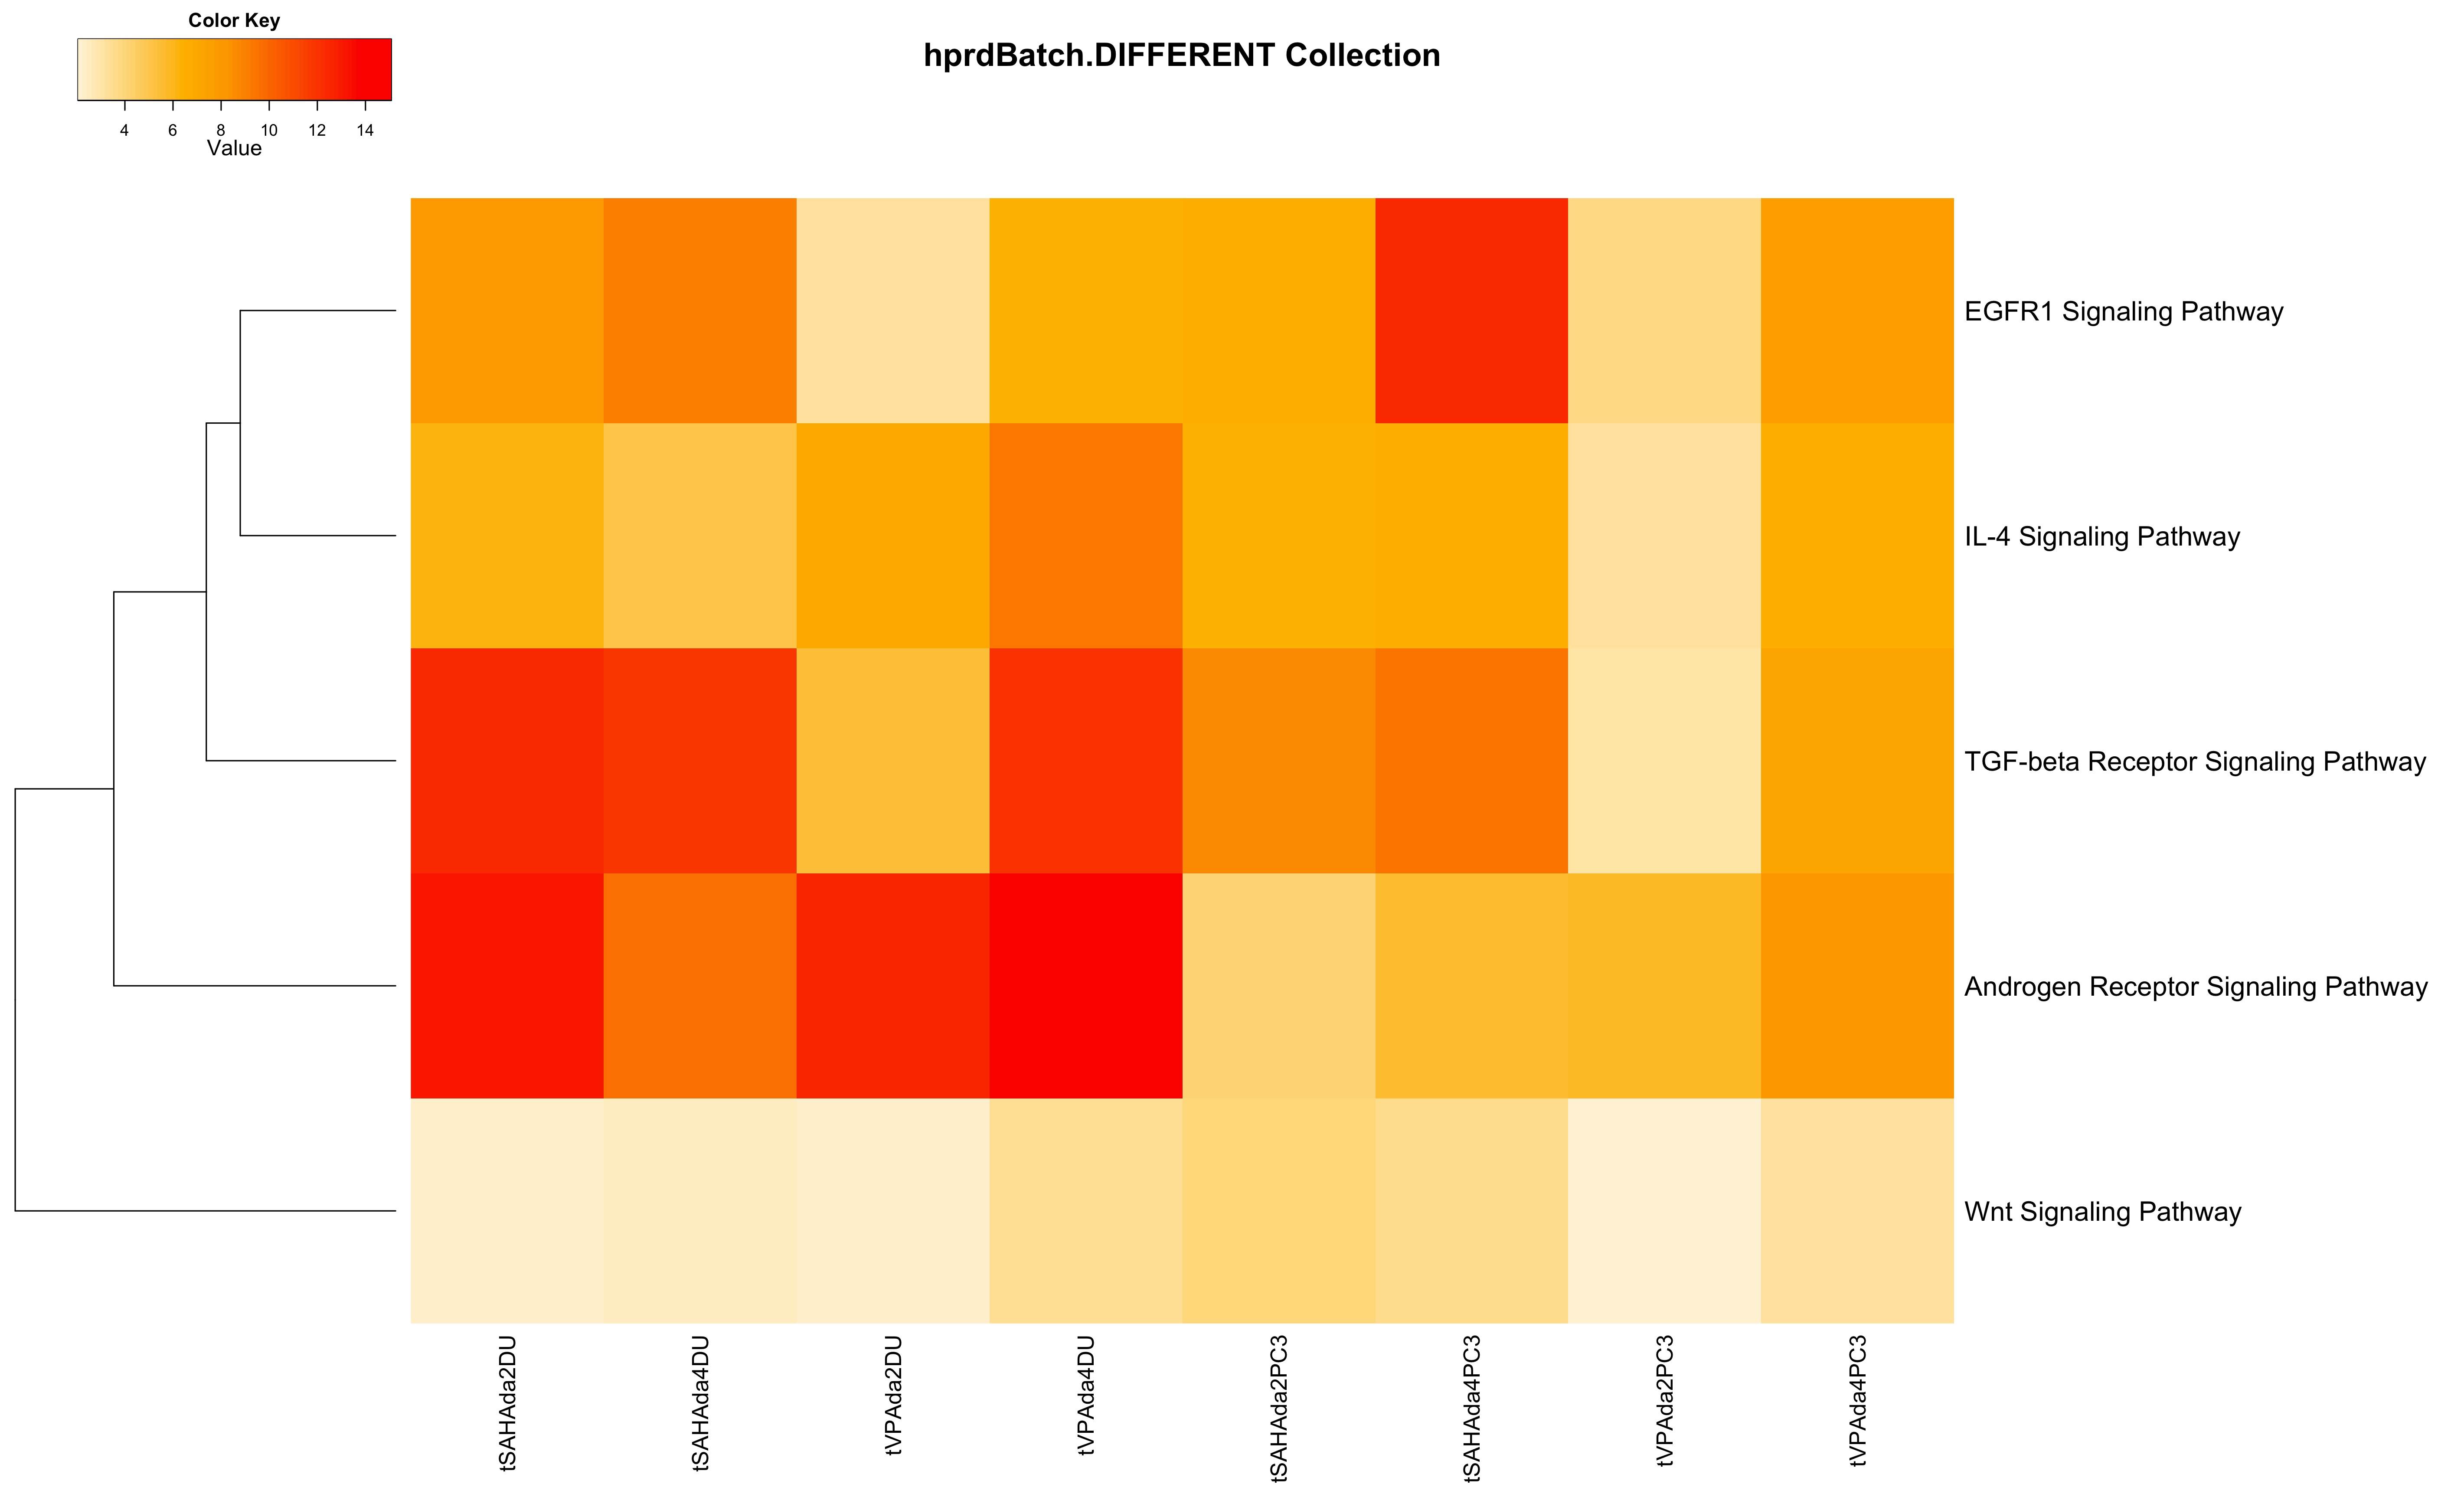 Color Key
4 6 8 10 12 14
Value
hprdBatch.DIFFERENT Collection
EGFR1 Signaling Pathway
IL-4 Signaling Pathway
TGF-beta Receptor Signaling Pathway
Androgen Receptor Signaling Pathway
Wnt Signaling Pathway
tSAHAda2DU
tSAHAda4DU
tVPAda2DU
tVPAda4DU
tSAHAda2PC3
tSAHAda4PC3
tVPAda2PC3
tVPAda4PC3